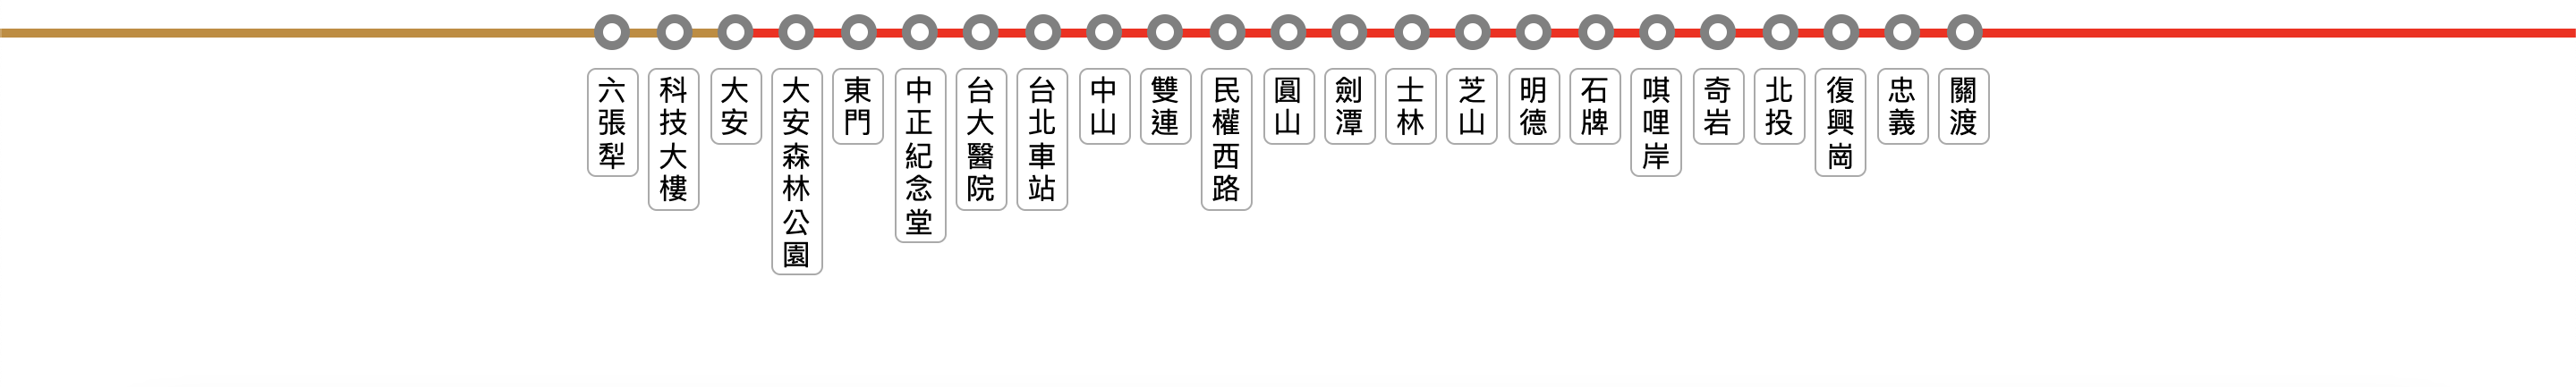 六張犁
科技大樓
大安
大安森林公園
東門
中正紀念堂
台大醫院
台北車站
中山
雙連
民權西路
圓山
劍潭
士林
芝山
明德
石牌
唭哩岸
奇岩
北投
復興崗
忠義
關渡